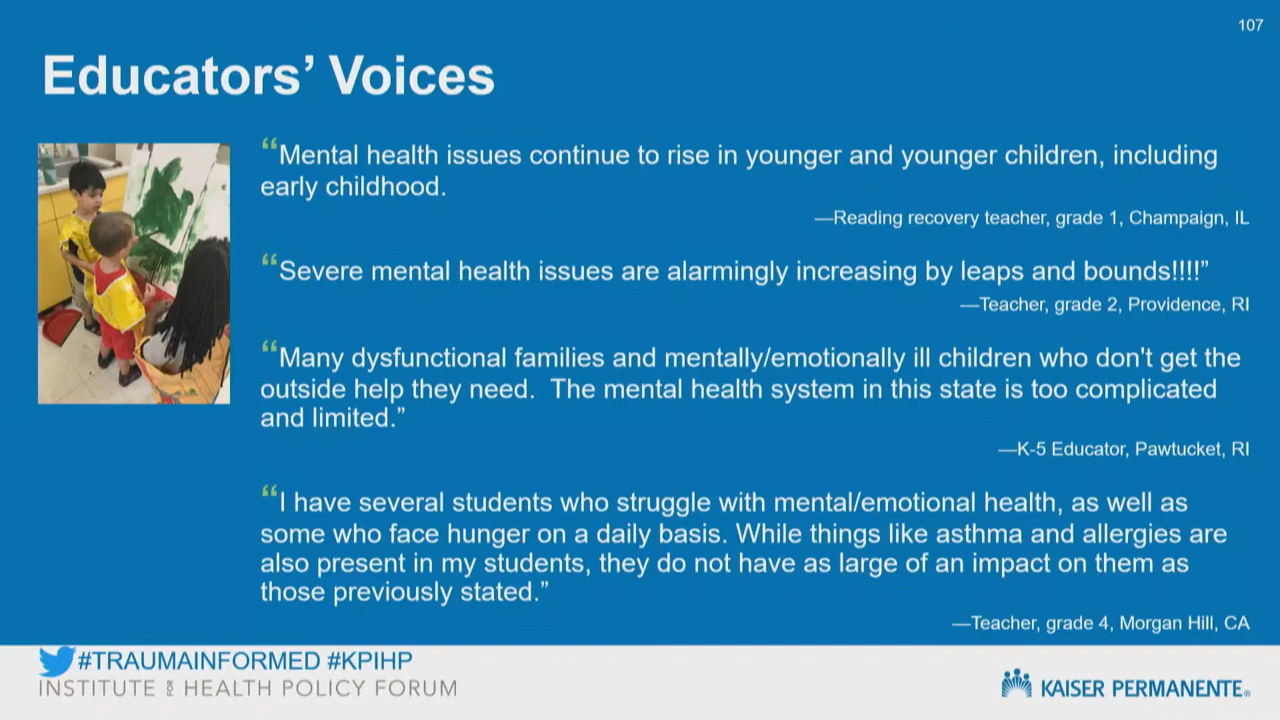 107
Educators’ Voices
“Mental health issues continue to rise in younger and younger children, including
early childhood.
—Reading recovery teacher, grade 1, Champaign, IL
“Severe mental health issues are alarmingly increasing by leaps and bounds!!!!”
—Teacher, grade 2, Providence, RI
“Many dysfunctional families and mentally/emotionally ill children who don't get the
outside help they need.  The mental health system in this state is too complicated
and limited.”
—K-5 Educator, Pawtucket, RI
“I have several students who struggle with mental/emotional health, as well as
some who face hunger on a daily basis. While things like asthma and allergies are
also present in my students, they do not have as large of an impact on them as
those previously stated.”
—Teacher, grade 4, Morgan Hill, CA
#TRAUMAINFORMED #KPIHP
INSTITUTE FOR HEALTH POLICY FORUM
KAISER PERMANENTE®